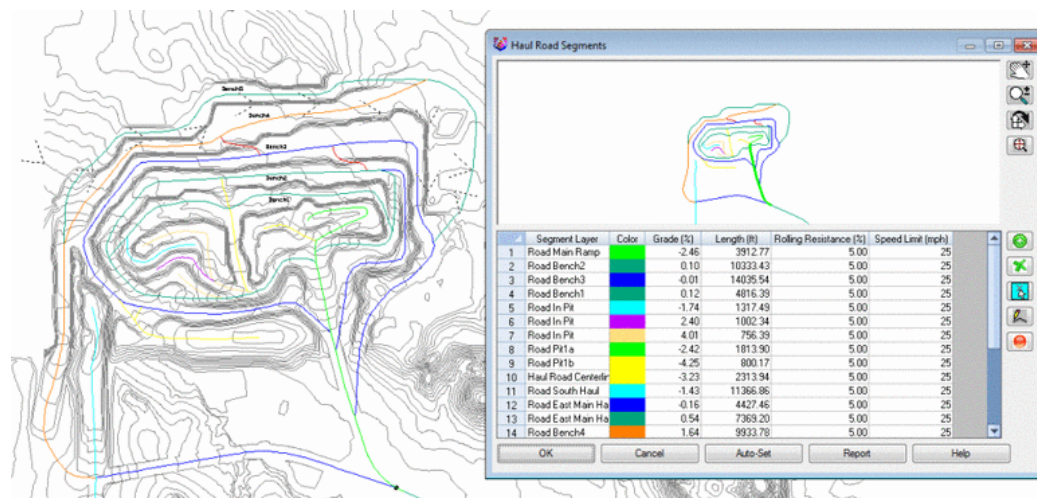 Haul Road Segments
Bench5
Bench4
Bench3
Bench2
Bench1
Segment Layer Color Grade (%) Length (ft) Rolling Resistance (%) Speed Limit (mph)
1 Road Main Ramp -2.46 3912.77 5.00 25
2 Road Bench2 0.10 10333.43 5.00 25
3 Road Bench3 -0.01 14035.54 5.00 25
4 Road Bench1 0.12 4816.39 5.00 25
5 Road In Pit -1.74 1317.49 5.00 25
6 Road In Pit 2.40 1002.34 5.00 25
7 Road In Pit 4.01 756.39 5.00 25
8 Road Pit1a -2.42 1813.90 5.00 25
9 Road Pit1b -4.25 800.17 5.00 25
10 Haul Road Centerlin -3.23 2313.94 5.00 25
11 Road South Haul -1.43 11366.86 5.00 25
12 Road East Main Ha -0.16 4427.46 5.00 25
13 Road East Main Ha 0.54 7369.20 5.00 25
14 Road Bench4 1.64 9933.78 5.00 25
OK Cancel Auto-Set Report Help